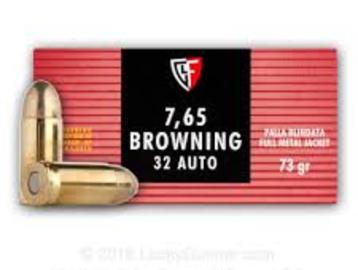 7,65
BROWNING
32 AUTO
PALLA BLINDATA
FULL METAL JACKET
73 gr
© 2018 LuckyGunner.com